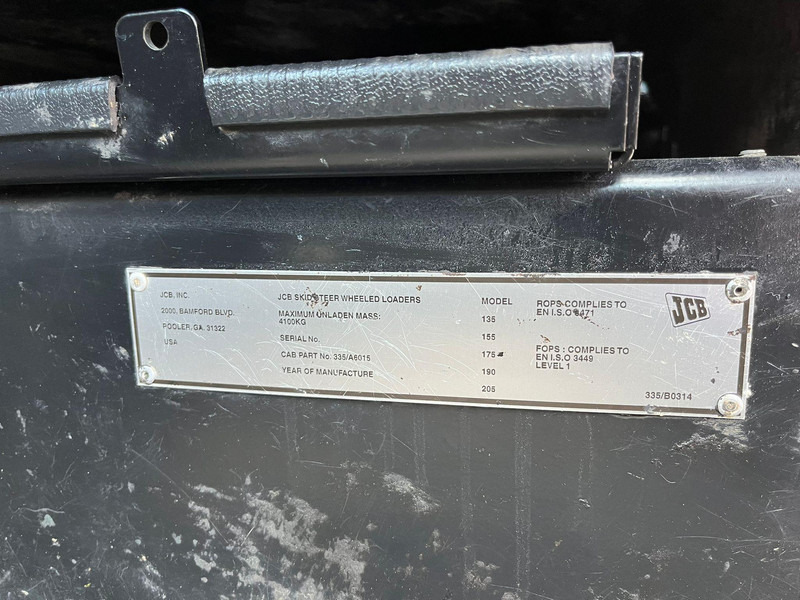 JCB, INC.
2000, BAMFORD BLVD.
POOLER, GA. 31322
USA
JCB SKID STEER WHEELED LOADERS
MAXIMUM UNLADEN MASS:
4100KG
SERIAL No.
CAB PART No. 335/A6015
YEAR OF MANUFACTURE
MODEL
135
155
175
190
205
ROPS COMPLIES TO
EN I.S.O 3471
FOPS : COMPLIES TO
EN I.S.O 3449
LEVEL 1
JCB
335/B0314